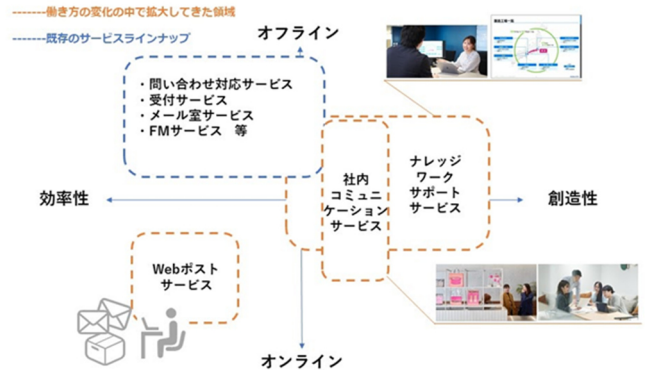 -------働き方の変化の中で拡大してきた領域
-------既存のサービスラインナップ
オフライン
・問い合わせ対応サービス
・受付サービス
・メール室サービス
・FMサービス　等
効率性
社内
コミュニ
ケーション
サービス
ナレッジ
ワーク
サポート
サービス
創造性
Webポスト
サービス
オンライン